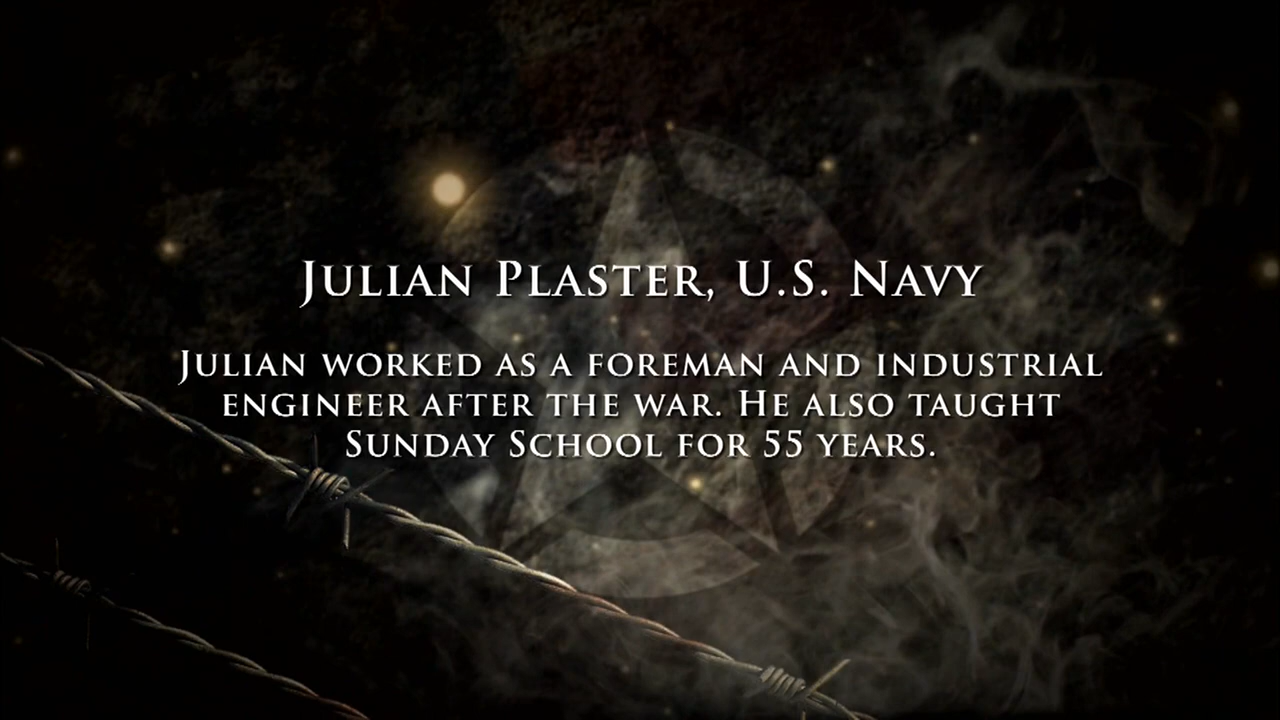 Julian Plaster, U.S. Navy
Julian worked as a foreman and industrial
engineer after the war. He also taught
Sunday School for 55 years.